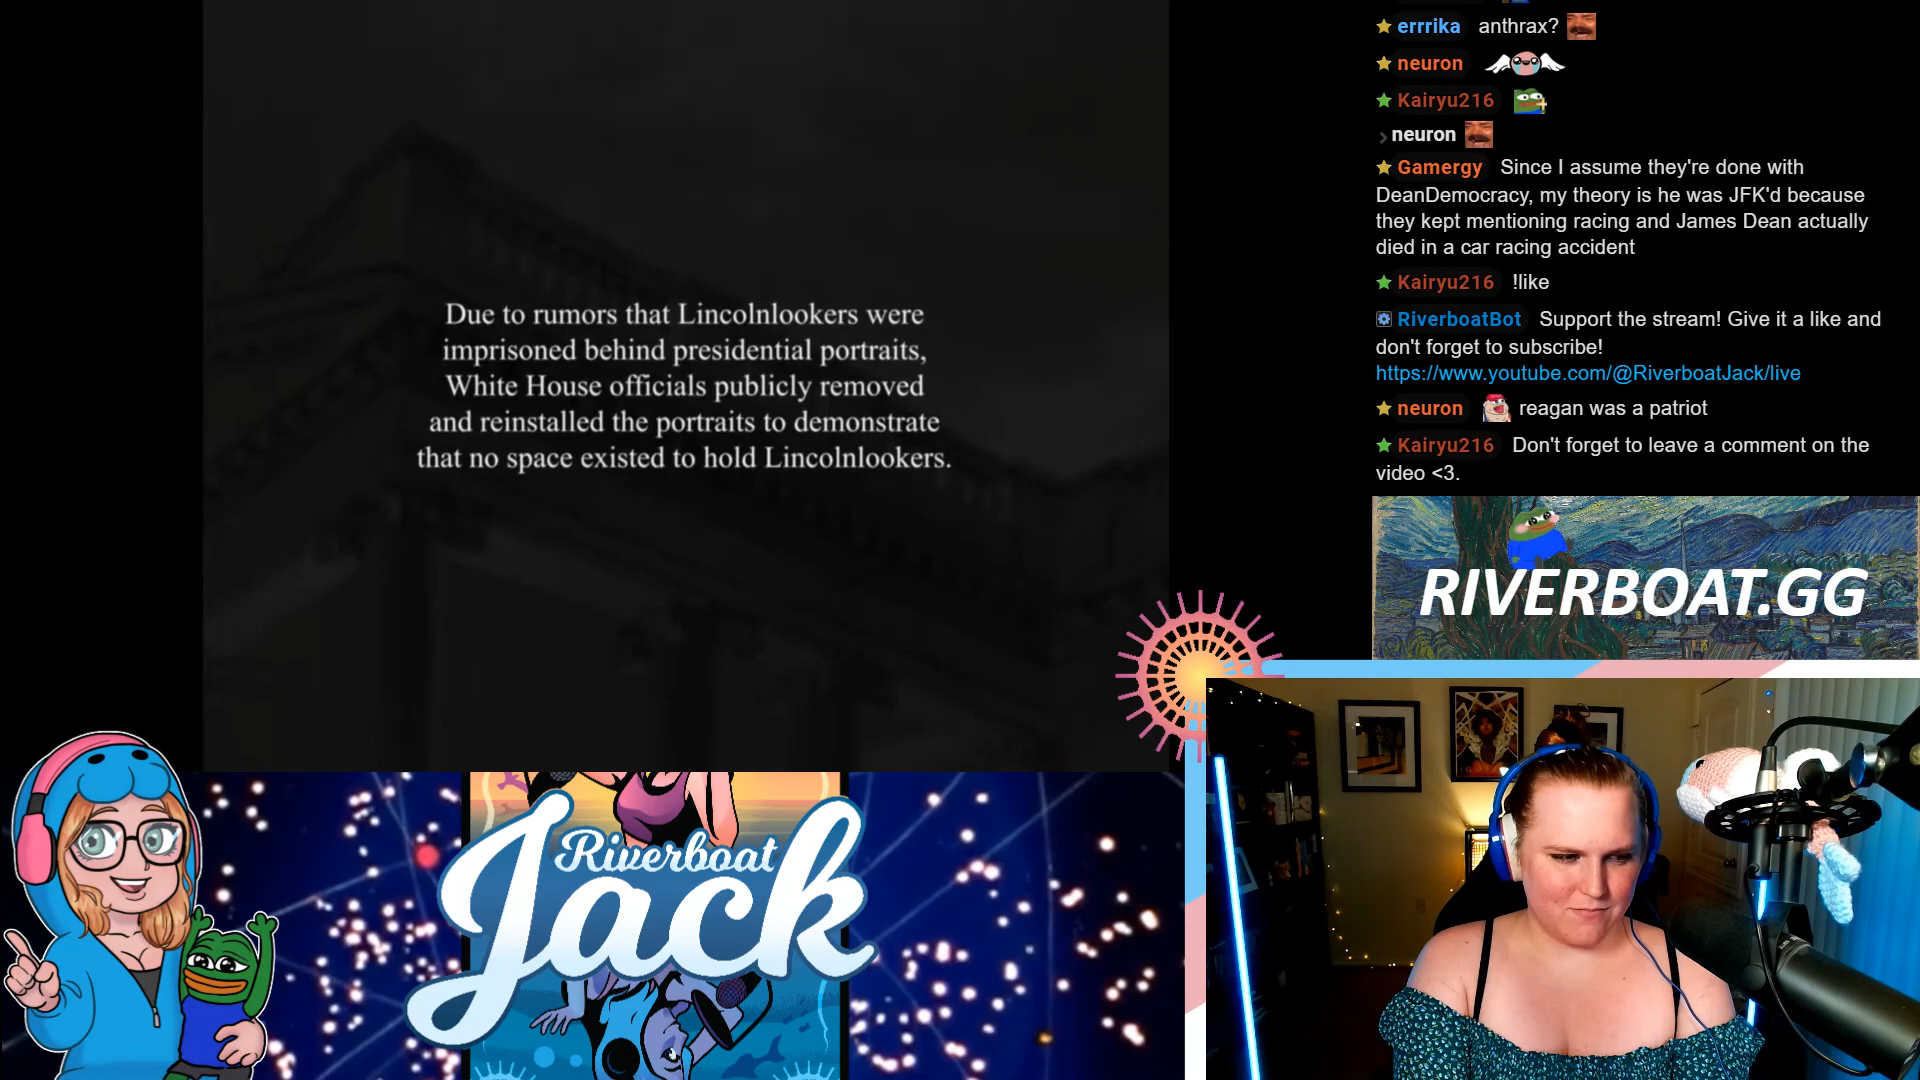 Due to rumors that Lincolnlookers were
imprisoned behind presidential portraits,
White House officials publicly removed
and reinstalled the portraits to demonstrate
that no space existed to hold Lincolnlookers.
errrika anthrax?
neuron
Kairyu216
neuron
Gamergy Since I assume they're done with
DeanDemocracy, my theory is he was JFK'd because
they kept mentioning racing and James Dean actually
died in a car racing accident
Kairyu216 !like
RiverboatBot Support the stream! Give it a like and
don't forget to subscribe!
https://www.youtube.com/@RiverboatJack/live
neuron reagan was a patriot
Kairyu216 Don't forget to leave a comment on the
video <3.
RIVERBOAT.GG
Riverboat
Jack